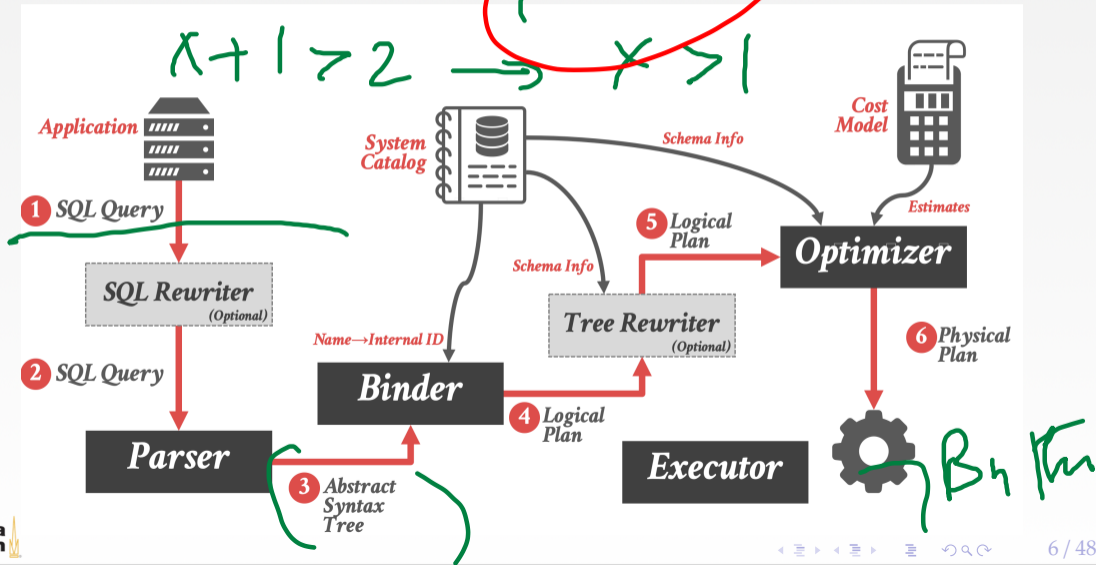 x+1>2 → x>1
Application
System
Catalog
Schema Info
Cost
Model
1 SQL Query
5 Logical
Plan
Estimates
Optimizer
SQL Rewriter
(Optional)
Schema Info
Tree Rewriter
(Optional)
Name→Internal ID
6 Physical
Plan
2 SQL Query
Binder
4 Logical
Plan
Parser
Executor
3 Abstract
Syntax
Tree
6 / 48